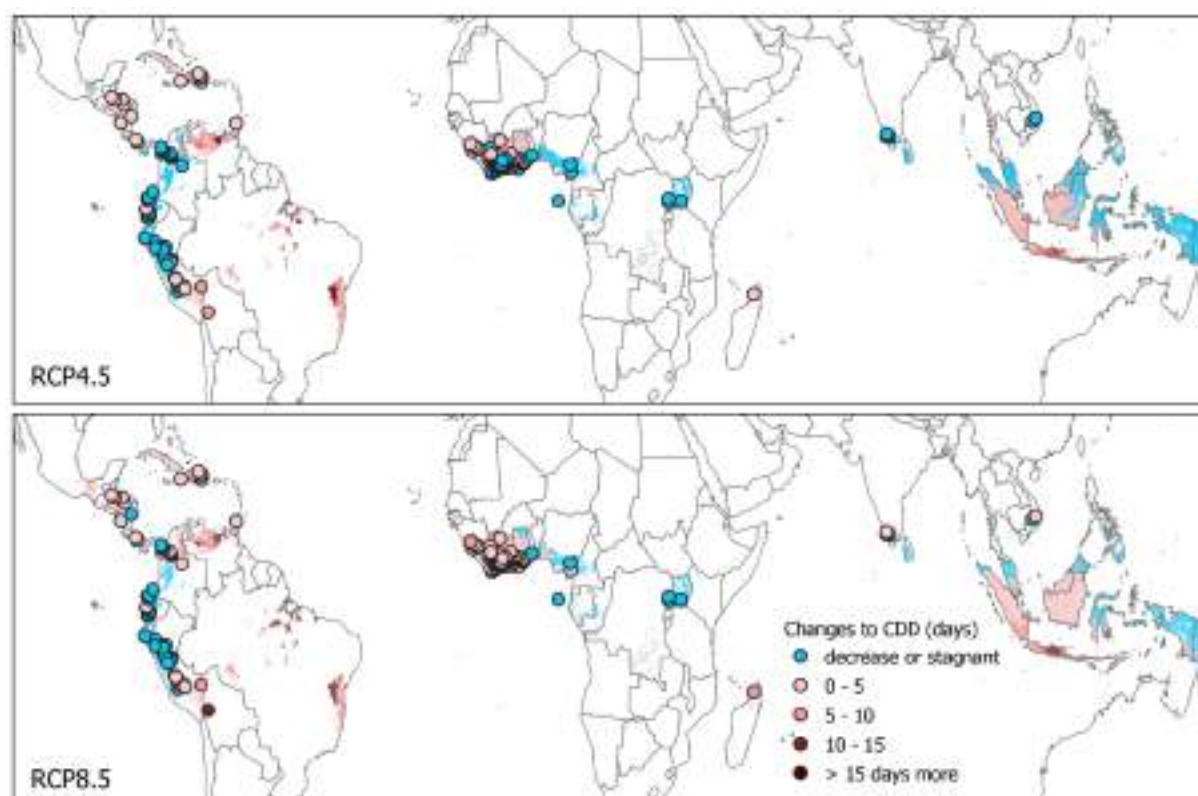 RCP4.5
RCP8.5
Changes to CDD (days)
decrease or stagnant
0 - 5
5 - 10
10 - 15
> 15 days more